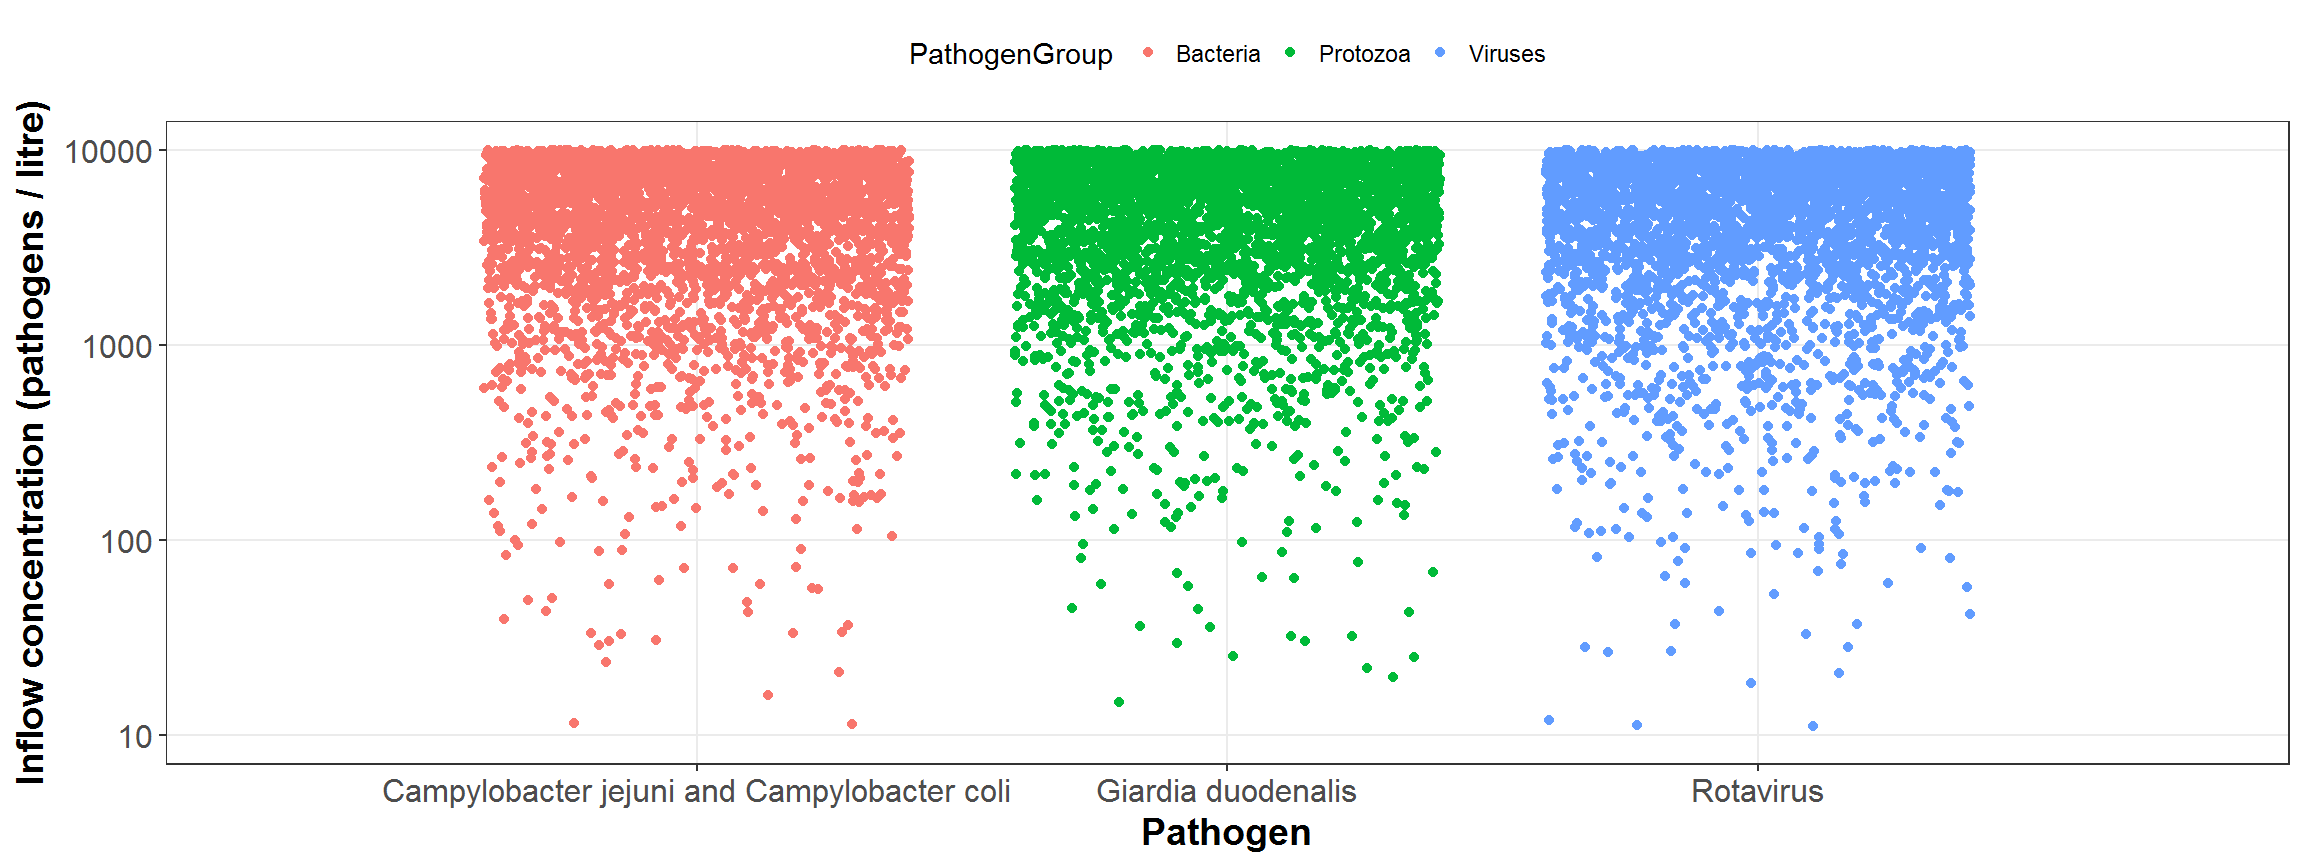 PathogenGroup Bacteria Protozoa Viruses
Inflow concentration (pathogens / litre)
10000
1000
100
10
Campylobacter jejuni and Campylobacter coli Giardia duodenalis Rotavirus
Pathogen